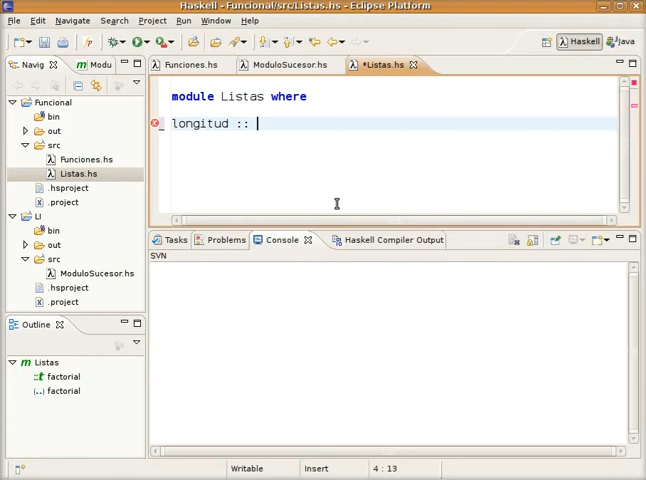 Haskell - Funcional/src/Listas.hs - Eclipse Platform
File Edit Navigate Search Project Run Window Help
Haskell Java
Navig Modu
Funciones.hs ModuloSucesor.hs *Listas.hs
Funcional
bin
out
src
Funciones.hs
Listas.hs
.hsproject
.project
LI
bin
out
src
ModuloSucesor.hs
.hsproject
.project
module Listas where
longitud ::
Tasks Problems Console Haskell Compiler Output
SVN
Outline
Listas
factorial
factorial
Writable Insert 4 : 13